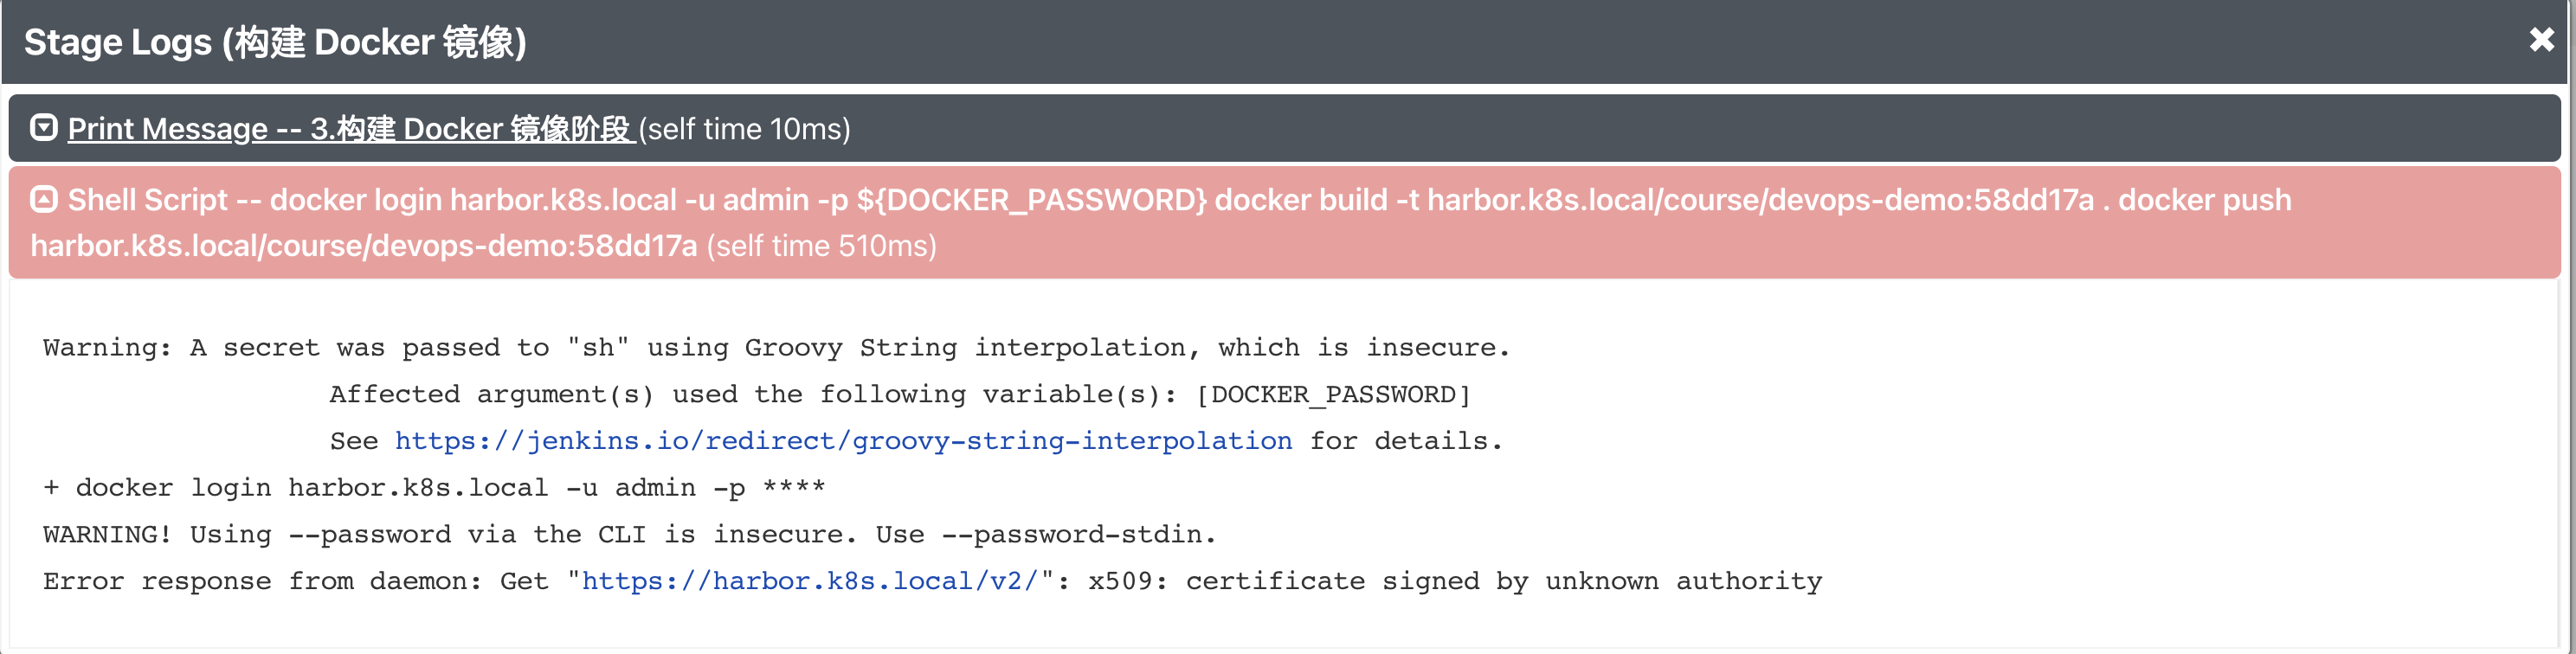 Stage Logs (构建 Docker 镜像)
Print Message -- 3.构建 Docker 镜像阶段 (self time 10ms)
Shell Script -- docker login harbor.k8s.local -u admin -p ${DOCKER_PASSWORD} docker build -t harbor.k8s.local/course/devops-demo:58dd17a . docker push
harbor.k8s.local/course/devops-demo:58dd17a (self time 510ms)
Warning: A secret was passed to "sh" using Groovy String interpolation, which is insecure.
Affected argument(s) used the following variable(s): [DOCKER_PASSWORD]
See https://jenkins.io/redirect/groovy-string-interpolation for details.
+ docker login harbor.k8s.local -u admin -p ****
WARNING! Using --password via the CLI is insecure. Use --password-stdin.
Error response from daemon: Get "https://harbor.k8s.local/v2/": x509: certificate signed by unknown authority